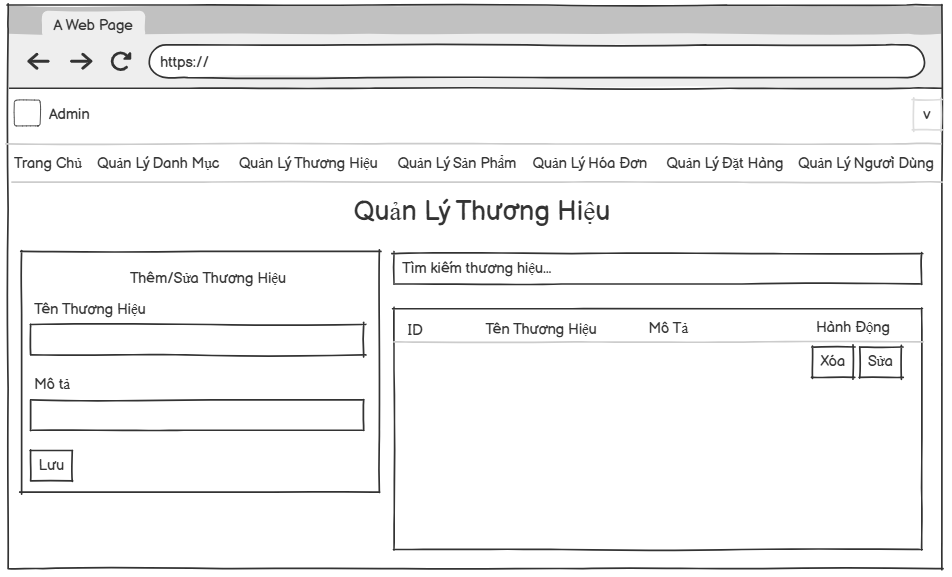 A Web Page
https://
Admin
v
Trang Chủ Quản Lý Danh Mục Quản Lý Thương Hiệu Quản Lý Sản Phẩm Quản Lý Hóa Đơn Quản Lý Đặt Hàng Quản Lý Người Dùng
Quản Lý Thương Hiệu
Thêm/Sửa Thương Hiệu
Tên Thương Hiệu
Mô tả
Lưu
Tìm kiếm thương hiệu...
ID Tên Thương Hiệu Mô Tả Hành Động
Xóa Sửa